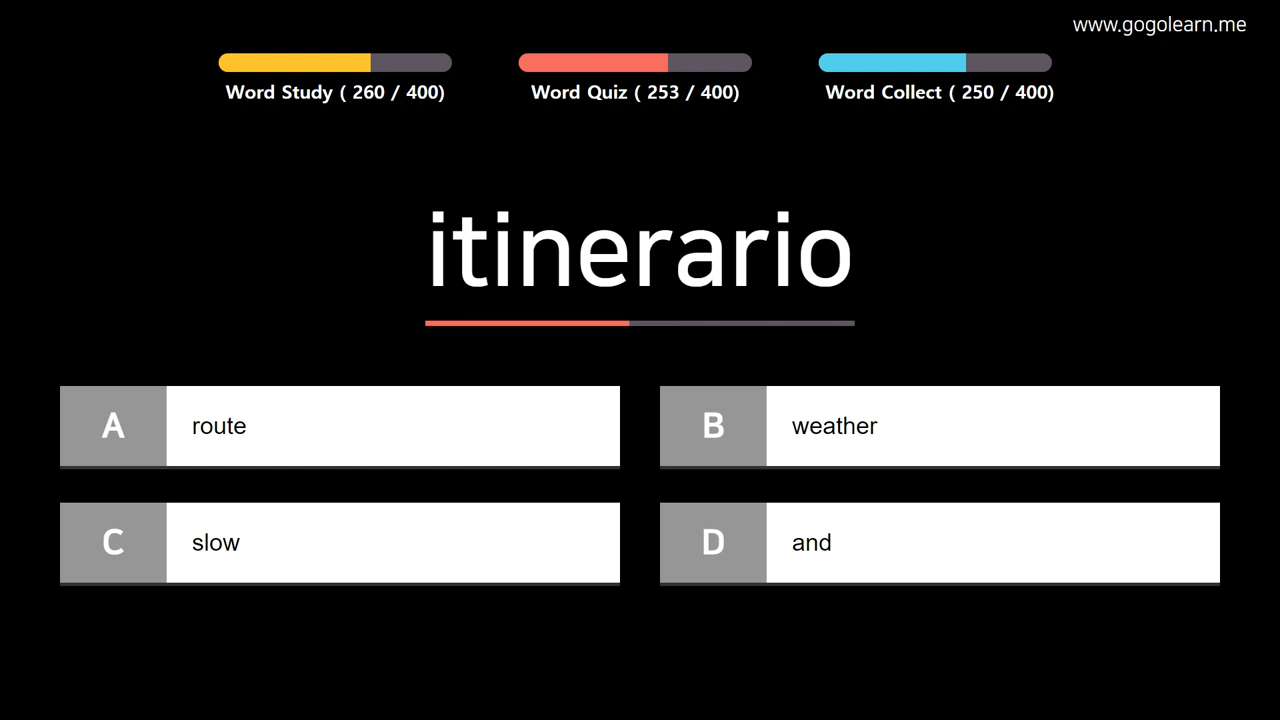 www.gogolearn.me
Word Study ( 260 / 400)
Word Quiz ( 253 / 400)
Word Collect ( 250 / 400)
itinerario
A route
B weather
C slow
D and